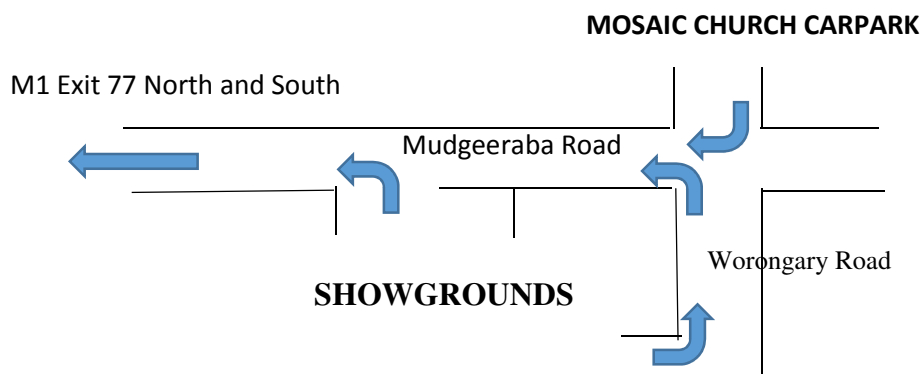 MOSAIC CHURCH CARPARK
M1 Exit 77 North and South
Mudgeeraba Road
Worongary Road
SHOWGROUNDS